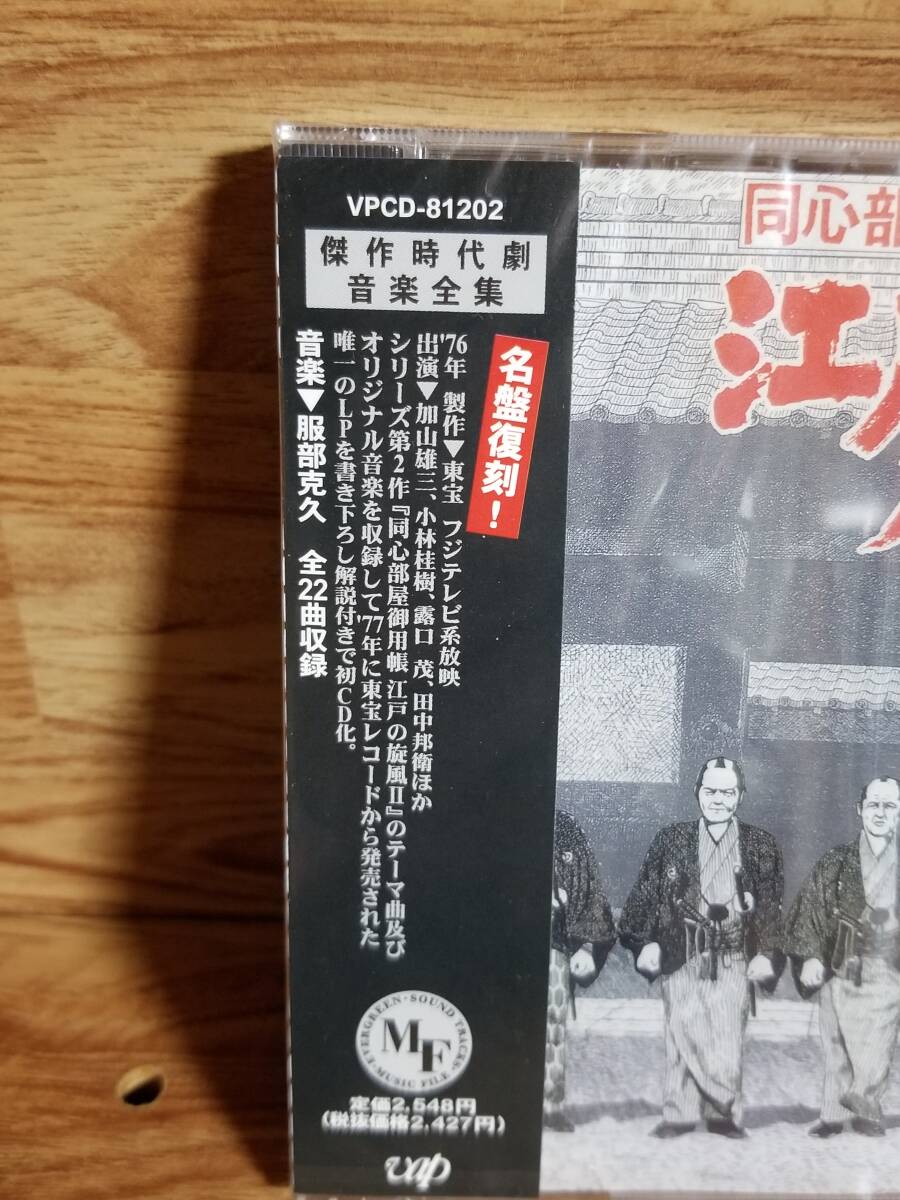 VPCD-81202
傑作時代劇
音楽全集
名盤復刻!
'76年 製作▼東宝 フジテレビ系放映
出演▼加山雄三、小林桂樹、露口 茂、田中邦衛ほか
シリーズ第2作『同心部屋御用帳 江戸の旋風Ⅱ』のテーマ曲及び
オリジナル音楽を収録して'77年に東宝レコードから発売された
唯一のLPを書き下ろし解説付きで初CD化。
音楽▼服部克久 全22曲収録
EVERGREEN・SOUND TRACKS・
MF
・MUSIC FILE・
定価2,548円
(税抜価格2,427円)
vap
同心部
江